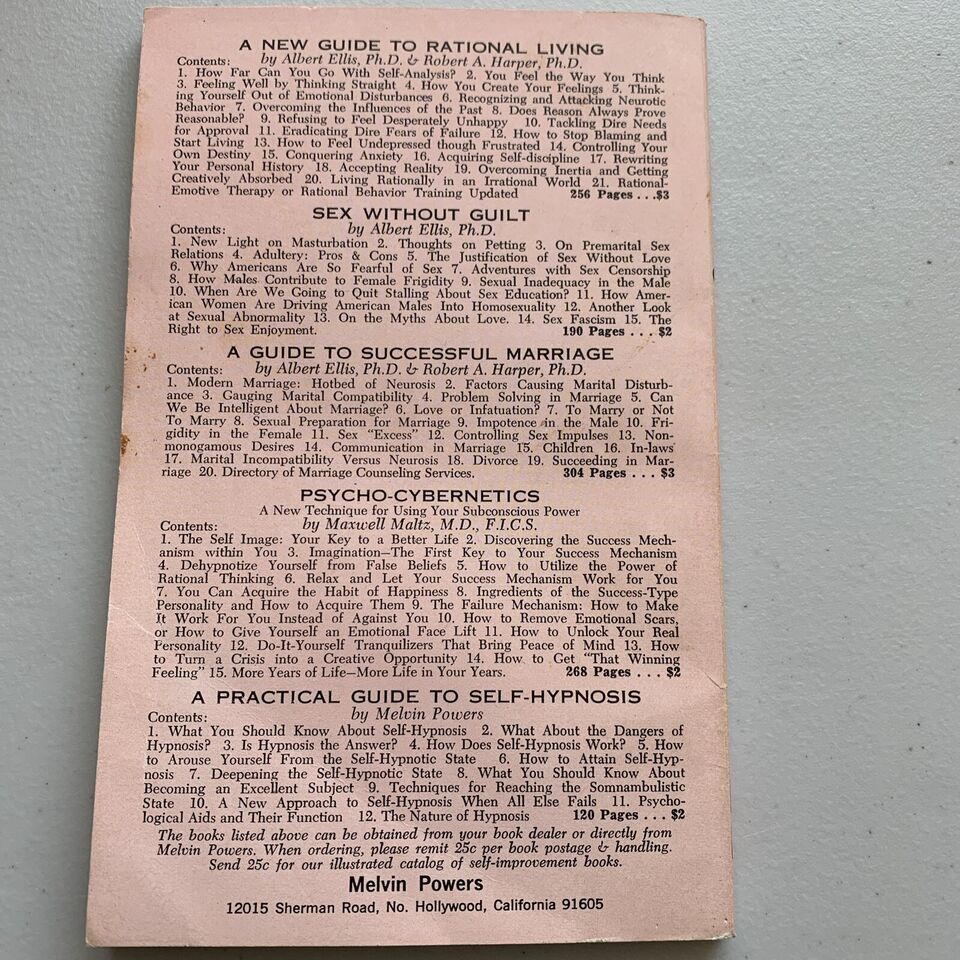 A NEW GUIDE TO RATIONAL LIVING
Contents: by Albert Ellis, Ph.D. & Robert A. Harper, Ph.D.
1. How Far Can You Go With Self-Analysis? 2. You Feel the Way You Think
3. Feeling Well by Thinking Straight 4. How You Create Your Feelings 5. Think-
ing Yourself Out of Emotional Disturbances 6. Recognizing and Attacking Neurotic
Behavior 7. Overcoming the Influences of the Past 8. Does Reason Always Prove
Reasonable? 9. Refusing to Feel Desperately Unhappy 10. Tackling Dire Needs
for Approval 11. Eradicating Dire Fears of Failure 12. How to Stop Blaming and
Start Living 13. How to Feel Undepressed though Frustrated 14. Controlling Your
Own Destiny 15. Conquering Anxiety 16. Acquiring Self-discipline 17. Rewriting
Your Personal History 18. Accepting Reality 19. Overcoming Inertia and Getting
Creatively Absorbed 20. Living Rationally in an Irrational World 21. Rational-
Emotive Therapy or Rational Behavior Training Updated 256 Pages . . .$3
SEX WITHOUT GUILT
Contents: by Albert Ellis, Ph.D.
1. New Light on Masturbation 2. Thoughts on Petting 3. On Premarital Sex
Relations 4. Adultery: Pros & Cons 5. The Justification of Sex Without Love
6. Why Americans Are So Fearful of Sex 7. Adventures with Sex Censorship
8. How Males Contribute to Female Frigidity 9. Sexual Inadequacy in the Male
10. When Are We Going to Quit Stalling About Sex Education? 11. How Amer-
ican Women Are Driving American Males Into Homosexuality 12. Another Look
at Sexual Abnormality 13. On the Myths About Love. 14. Sex Fascism 15. The
Right to Sex Enjoyment. 190 Pages . . . $2
A GUIDE TO SUCCESSFUL MARRIAGE
Contents: by Albert Ellis, Ph.D. & Robert A. Harper, Ph.D.
1. Modern Marriage: Hotbed of Neurosis 2. Factors Causing Marital Disturb-
ance 3. Gauging Marital Compatibility 4. Problem Solving in Marriage 5. Can
We Be Intelligent About Marriage? 6. Love or Infatuation? 7. To Marry or Not
To Marry 8. Sexual Preparation for Marriage 9. Impotence in the Male 10. Fri-
gidity in the Female 11. Sex "Excess" 12. Controlling Sex Impulses 13. Non-
monogamous Desires 14. Communication in Marriage 15. Children 16. In-laws
17. Marital Incompatibility Versus Neurosis 18. Divorce 19. Succeeding in Mar-
riage 20. Directory of Marriage Counseling Services. 304 Pages . . . $3
PSYCHO-CYBERNETICS
A New Technique for Using Your Subconscious Power
Contents: by Maxwell Maltz, M.D., F.I.C.S.
1. The Self Image: Your Key to a Better Life 2. Discovering the Success Mech-
anism within You 3. Imagination—The First Key to Your Success Mechanism
4. Dehypnotize Yourself from False Beliefs 5. How to Utilize the Power of
Rational Thinking 6. Relax and Let Your Success Mechanism Work for You
7. You Can Acquire the Habit of Happiness 8. Ingredients of the Success-Type
Personality and How to Acquire Them 9. The Failure Mechanism: How to Make
It Work For You Instead of Against You 10. How to Remove Emotional Scars,
or How to Give Yourself an Emotional Face Lift 11. How to Unlock Your Real
Personality 12. Do-It-Yourself Tranquilizers That Bring Peace of Mind 13. How
to Turn a Crisis into a Creative Opportunity 14. How to Get "That Winning
Feeling" 15. More Years of Life—More Life in Your Years. 268 Pages . . . $2
A PRACTICAL GUIDE TO SELF-HYPNOSIS
Contents: by Melvin Powers
1. What You Should Know About Self-Hypnosis 2. What About the Dangers of
Hypnosis? 3. Is Hypnosis the Answer? 4. How Does Self-Hypnosis Work? 5. How
to Arouse Yourself From the Self-Hypnotic State 6. How to Attain Self-Hyp-
nosis 7. Deepening the Self-Hypnotic State 8. What You Should Know About
Becoming an Excellent Subject 9. Techniques for Reaching the Somnambulistic
State 10. A New Approach to Self-Hypnosis When All Else Fails 11. Psycho-
logical Aids and Their Function 12. The Nature of Hypnosis 120 Pages . . . $2
The books listed above can be obtained from your book dealer or directly from
Melvin Powers. When ordering, please remit 25c per book postage & handling.
Send 25c for our illustrated catalog of self-improvement books.
Melvin Powers
12015 Sherman Road, No. Hollywood, California 91605